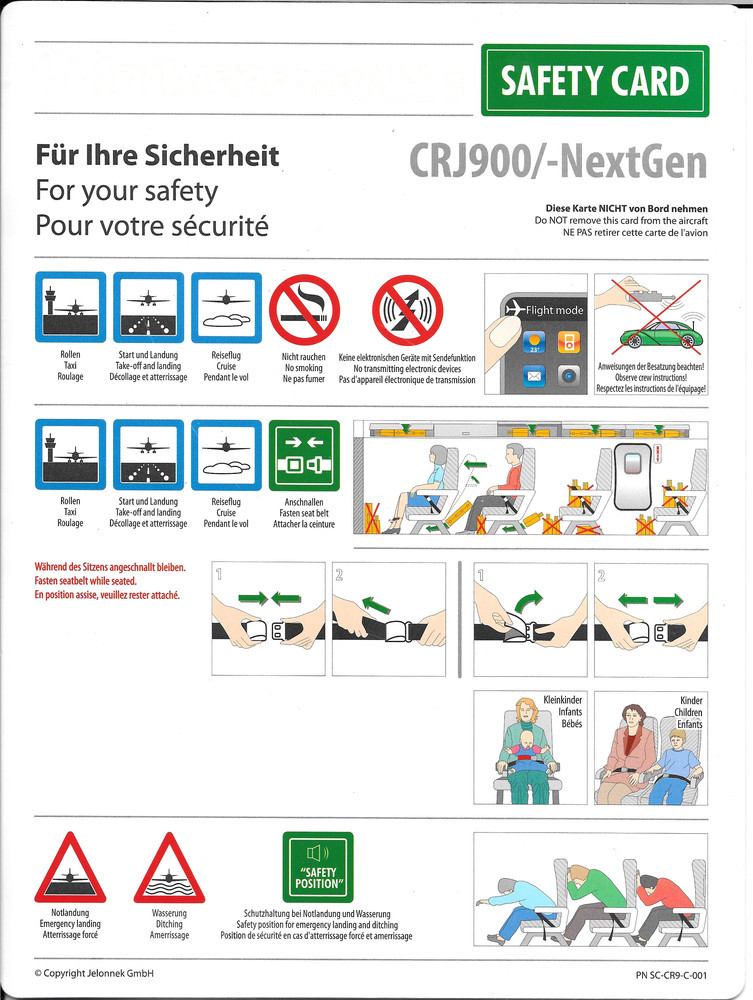 SAFETY CARD
Für Ihre Sicherheit
For your safety
Pour votre sécurité
CRJ900/-NextGen
Diese Karte NICHT von Bord nehmen
Do NOT remove this card from the aircraft
NE PAS retirer cette carte de l'avion
Rollen
Taxi
Roulage
Start und Landung
Take-off and landing
Décollage et atterrissage
Reiseflug
Cruise
Pendant le vol
Nicht rauchen
No smoking
Ne pas fumer
Keine elektronischen Geräte mit Sendefunktion
No transmitting electronic devices
Pas d'appareil électronique de transmission
Flight mode
23°
Anweisungen der Besatzung beachten!
Observe crew instructions!
Respectez les instructions de l'équipage!
Rollen
Taxi
Roulage
Start und Landung
Take-off and landing
Décollage et atterrissage
Reiseflug
Cruise
Pendant le vol
Anschnallen
Fasten seat belt
Attacher la ceinture
Während des Sitzens angeschnallt bleiben.
Fasten seatbelt while seated.
En position assise, veuillez rester attaché.
1
2
1
2
Kleinkinder
Infants
Bébés
Kinder
Children
Enfants
Notlandung
Emergency landing
Atterrissage forcé
Wasserung
Ditching
Amerrissage
"SAFETY
POSITION"
Schutzhaltung bei Notlandung und Wasserung
Safety position for emergency landing and ditching
Position de sécurité en cas d'atterrissage forcé et amerrissage
© Copyright Jelonnek GmbH
PN SC-CR9-C-001